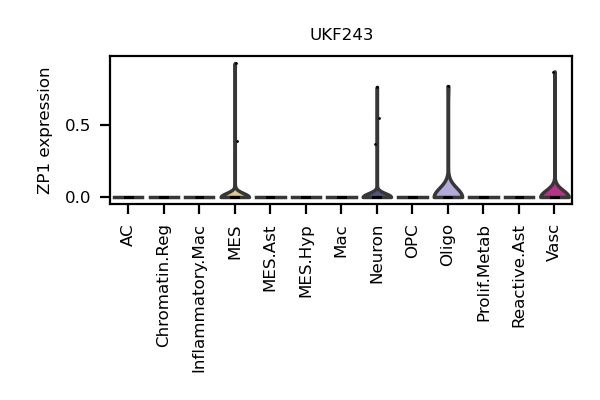 UKF243
ZP1 expression
0.5
0.0
AC
Chromatin.Reg
Inflammatory.Mac
MES
MES.Ast
MES.Hyp
Mac
Neuron
OPC
Oligo
Prolif.Metab
Reactive.Ast
Vasc